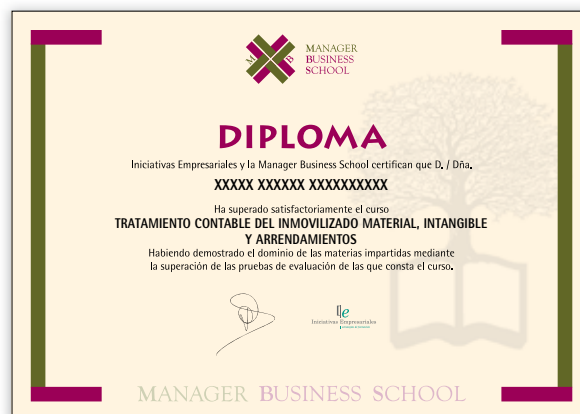 M B
MANAGER
BUSINESS
SCHOOL
DIPLOMA
Iniciativas Empresariales y la Manager Business School certifican que D. / Dña.
XXXXX XXXXXX XXXXXXXXXX
Ha superado satisfactoriamente el curso
TRATAMIENTO CONTABLE DEL INMOVILIZADO MATERIAL, INTANGIBLE
Y ARRENDAMIENTOS
Habiendo demostrado el dominio de las materias impartidas mediante
la superación de las pruebas de evaluación de las que consta el curso.
Iie
Iniciativas Empresariales
MANAGER BUSINESS SCHOOL